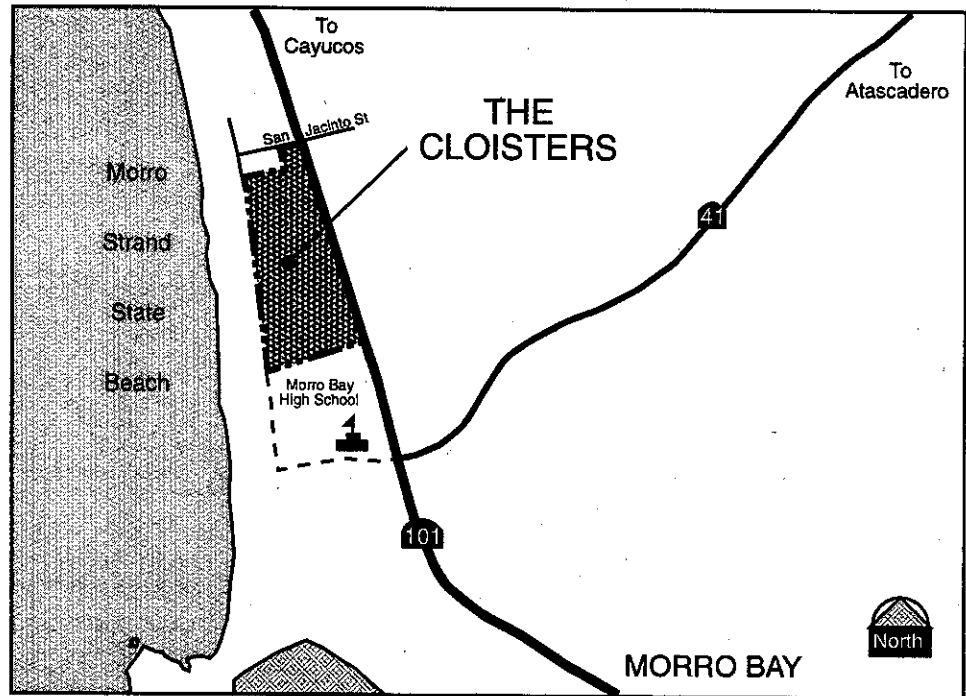 To
Cayucos
To
Atascadero
THE
CLOISTERS
San Jacinto St
Morro
Strand
State
Beach
41
Morro Bay
High School
101
North
MORRO BAY